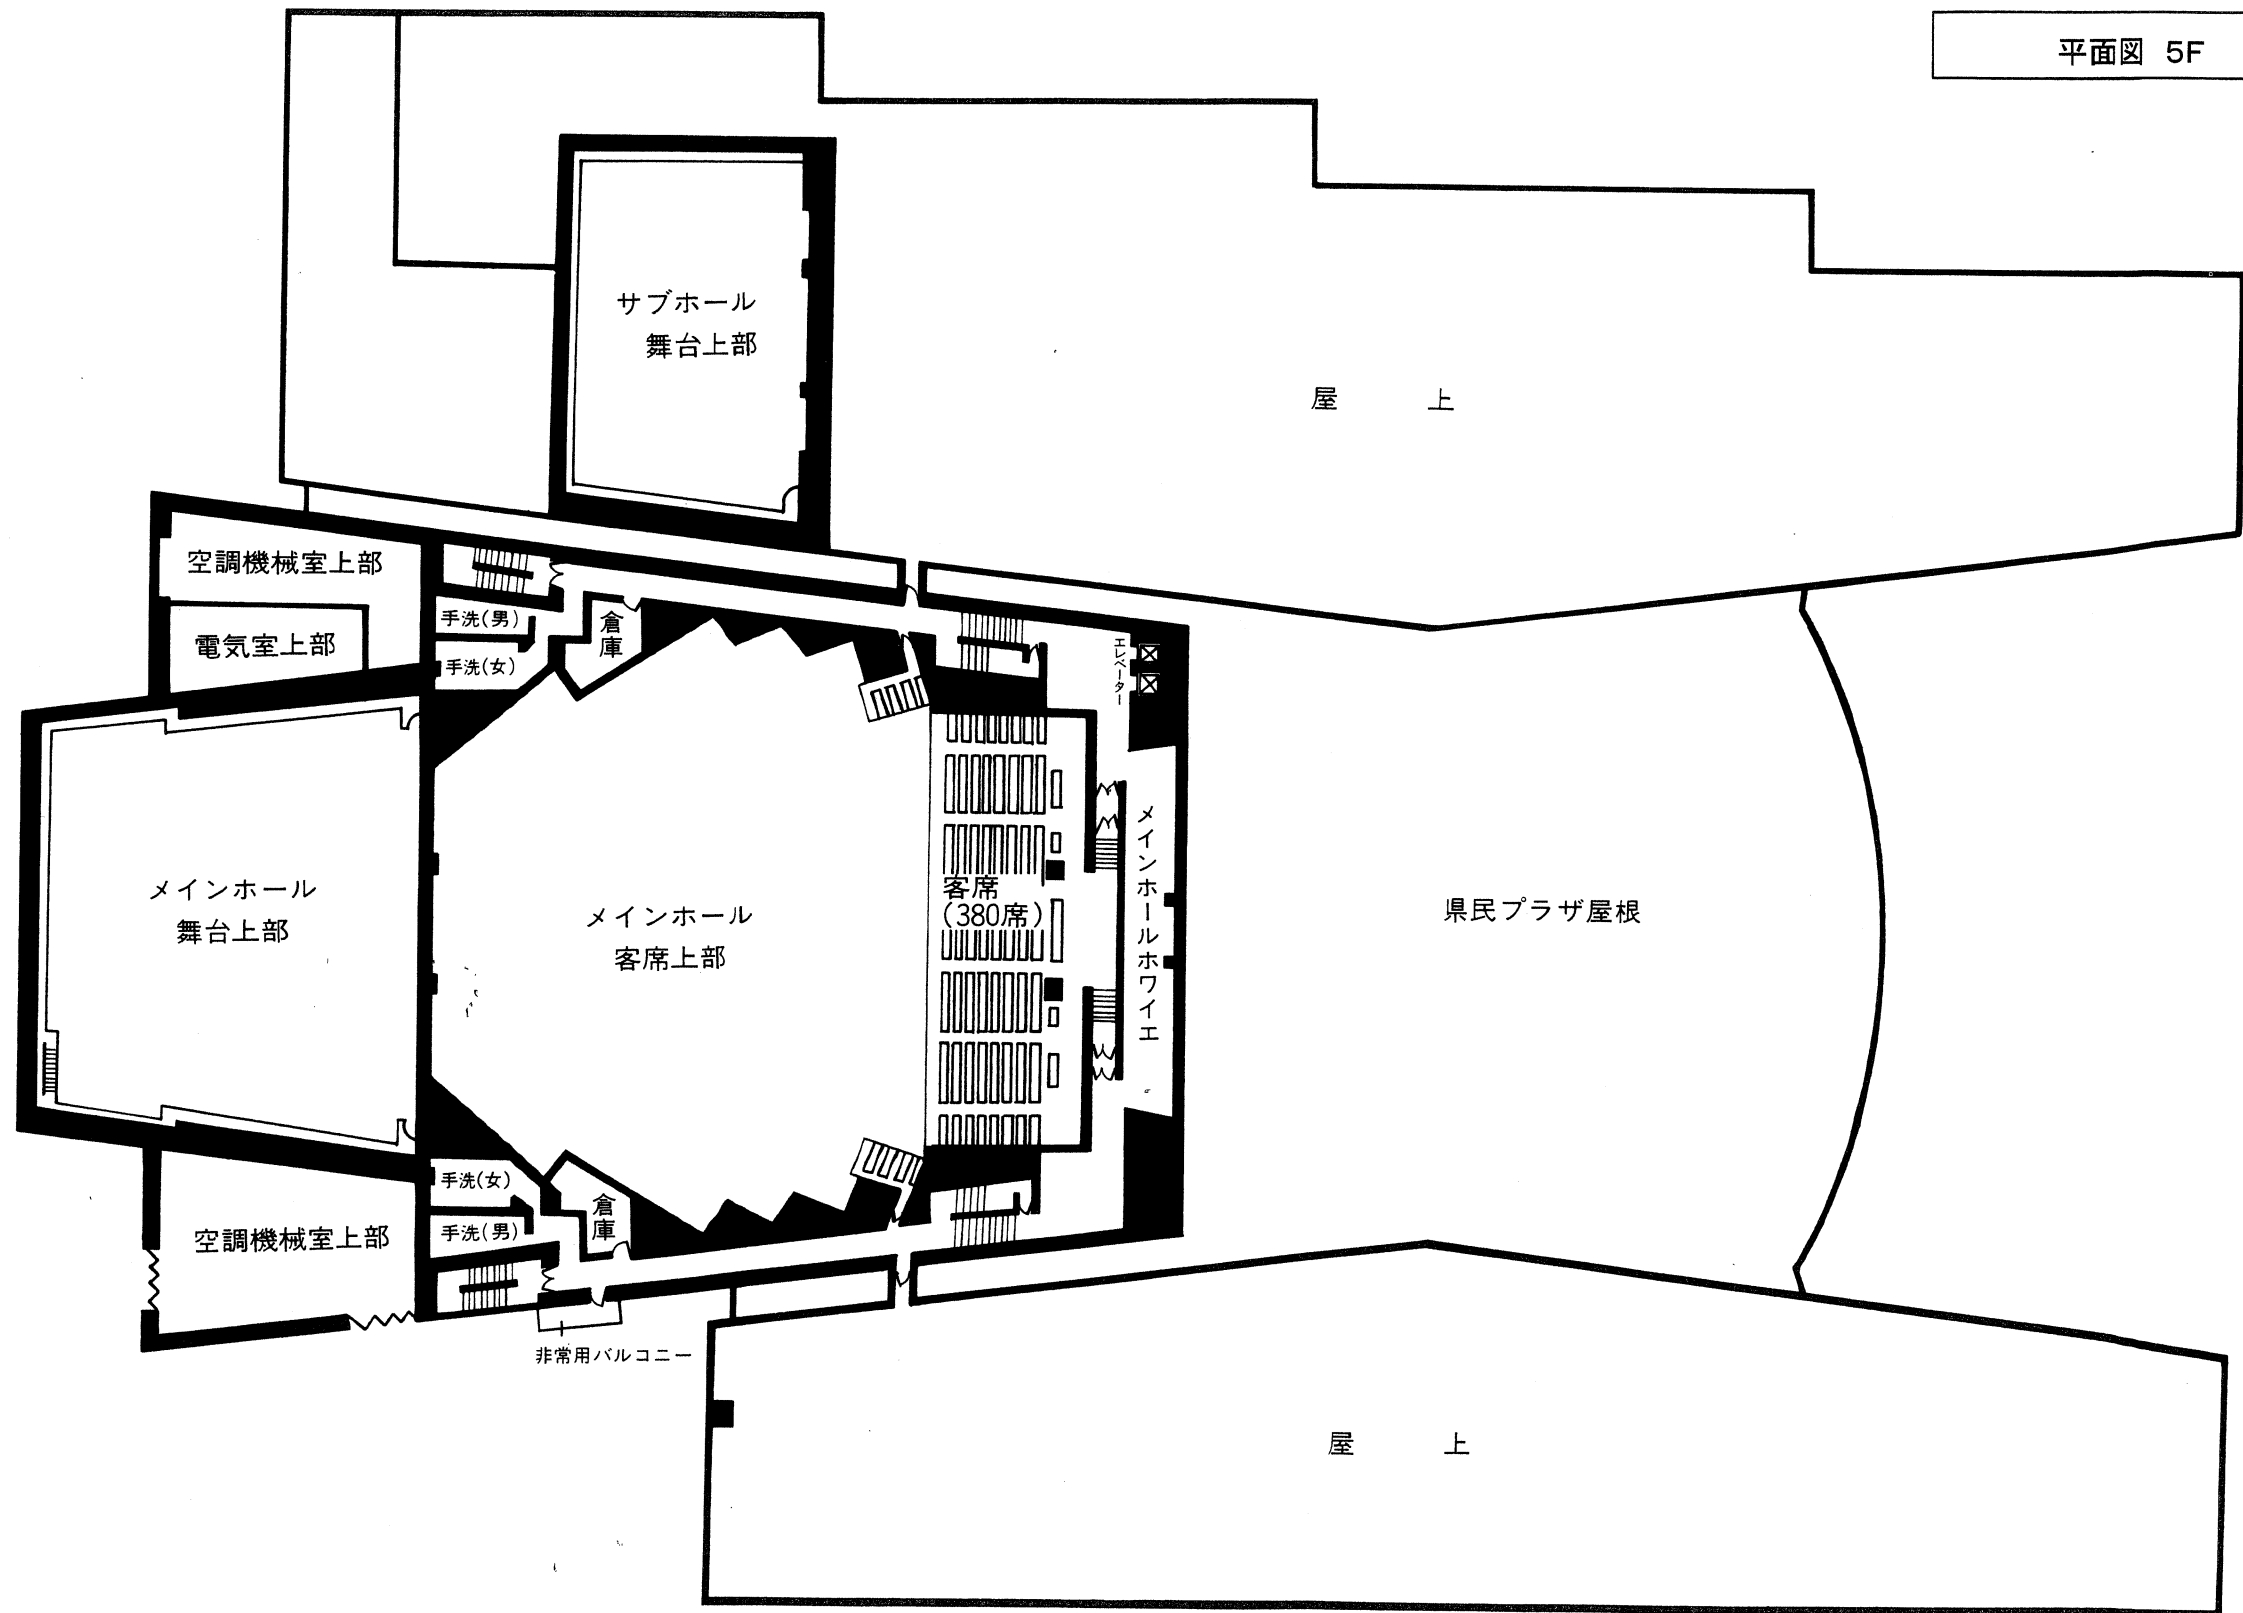 平面図 5F
サブホール
舞台上部
屋 上
空調機械室上部
電気室上部
手洗(男)
手洗(女)
倉庫
エレベーター
メインホール
舞台上部
メインホール
客席上部
客席
(380席)
メインホールホワイエ
県民プラザ屋根
手洗(女)
手洗(男)
倉庫
空調機械室上部
非常用バルコニー
屋 上